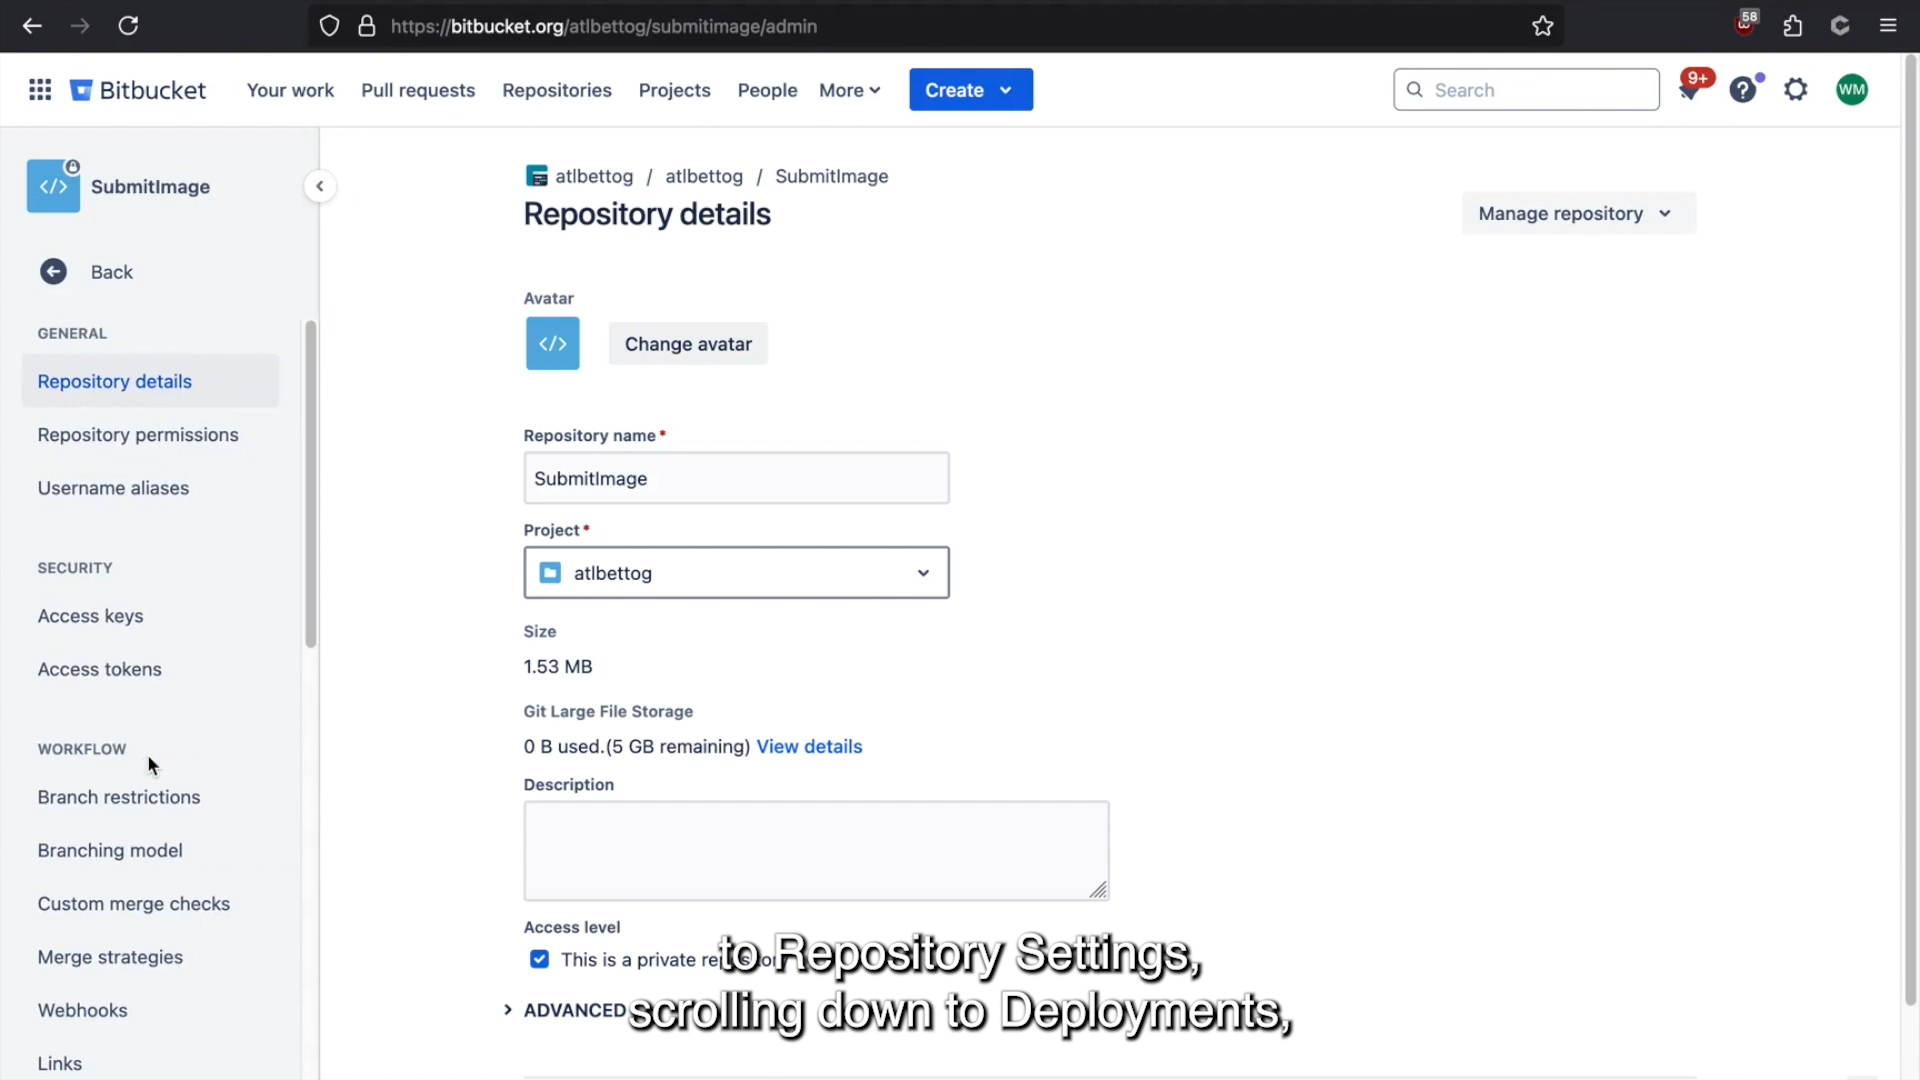 https://bitbucket.org/atlbettog/submitimage/admin
58
Bitbucket
Your work
Pull requests
Repositories
Projects
People
More
Create
Search
9+
WM
SubmitImage
Back
GENERAL
Repository details
Repository permissions
Username aliases
SECURITY
Access keys
Access tokens
WORKFLOW
Branch restrictions
Branching model
Custom merge checks
Merge strategies
Webhooks
Links
atlbettog / atlbettog / SubmitImage
Repository details
Manage repository
Avatar
</>
Change avatar
Repository name *
SubmitImage
Project *
atlbettog
Size
1.53 MB
Git Large File Storage
0 B used.(5 GB remaining) View details
Description
Access level
This is a private
ADVANCED
to Repository Settings,
scrolling down to Deployments,